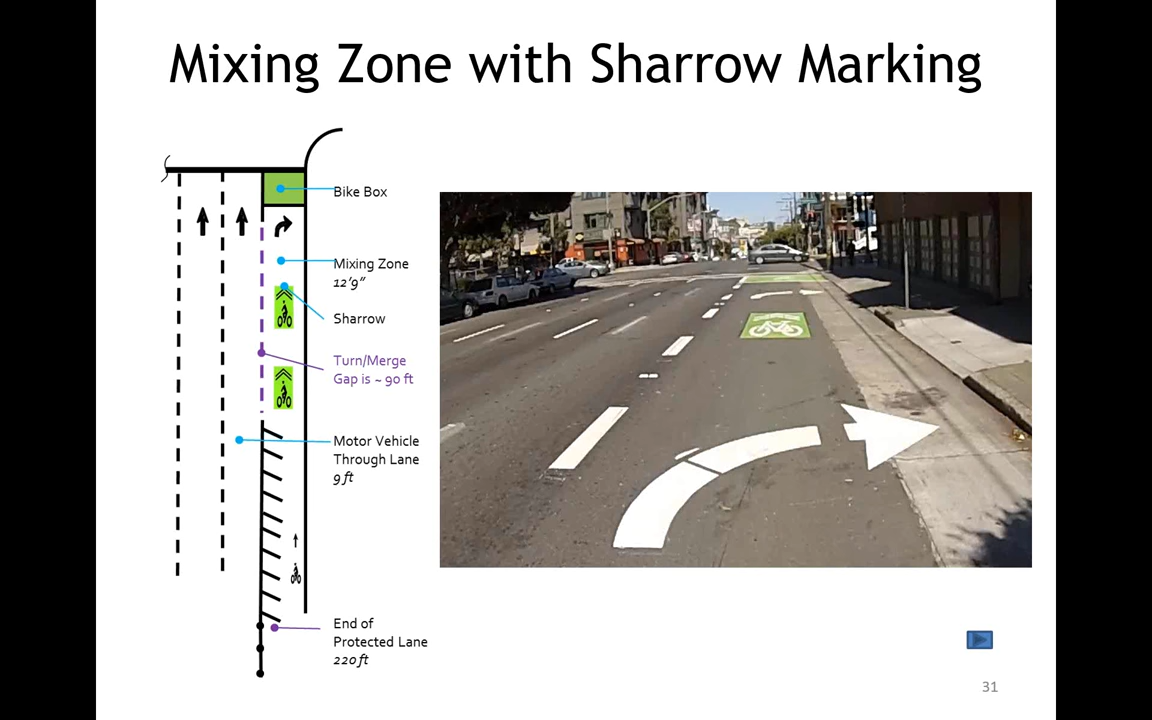 Mixing Zone with Sharrow Marking
Bike Box
Mixing Zone
12'9"
Sharrow
Turn/Merge
Gap is ~ 90 ft
Motor Vehicle
Through Lane
9 ft
End of
Protected Lane
220 ft
31